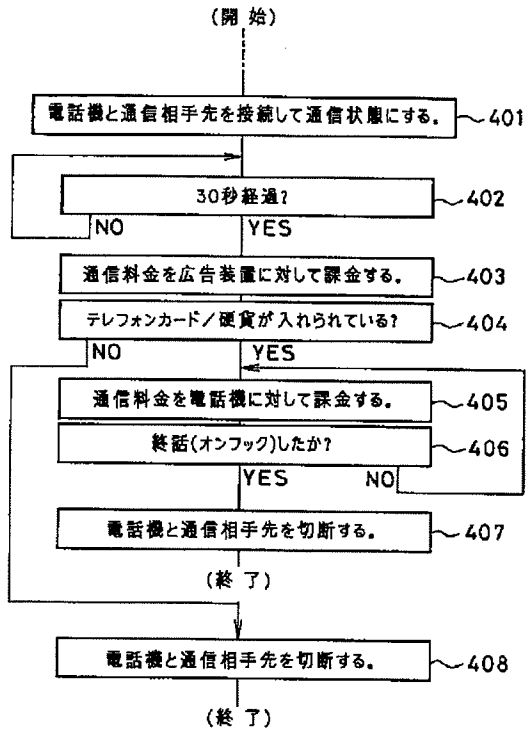 (開始)
電話機と通信相手先を接続して通信状態にする。 401
30秒経過? 402
NO YES
通信料金を広告装置に対して課金する。 403
テレフォンカード/硬貨が入れられている? 404
NO YES
通信料金を電話機に対して課金する。 405
終話(オンフック)したか? 406
YES NO
電話機と通信相手先を切断する。 407
(終了)
電話機と通信相手先を切断する。 408
(終了)